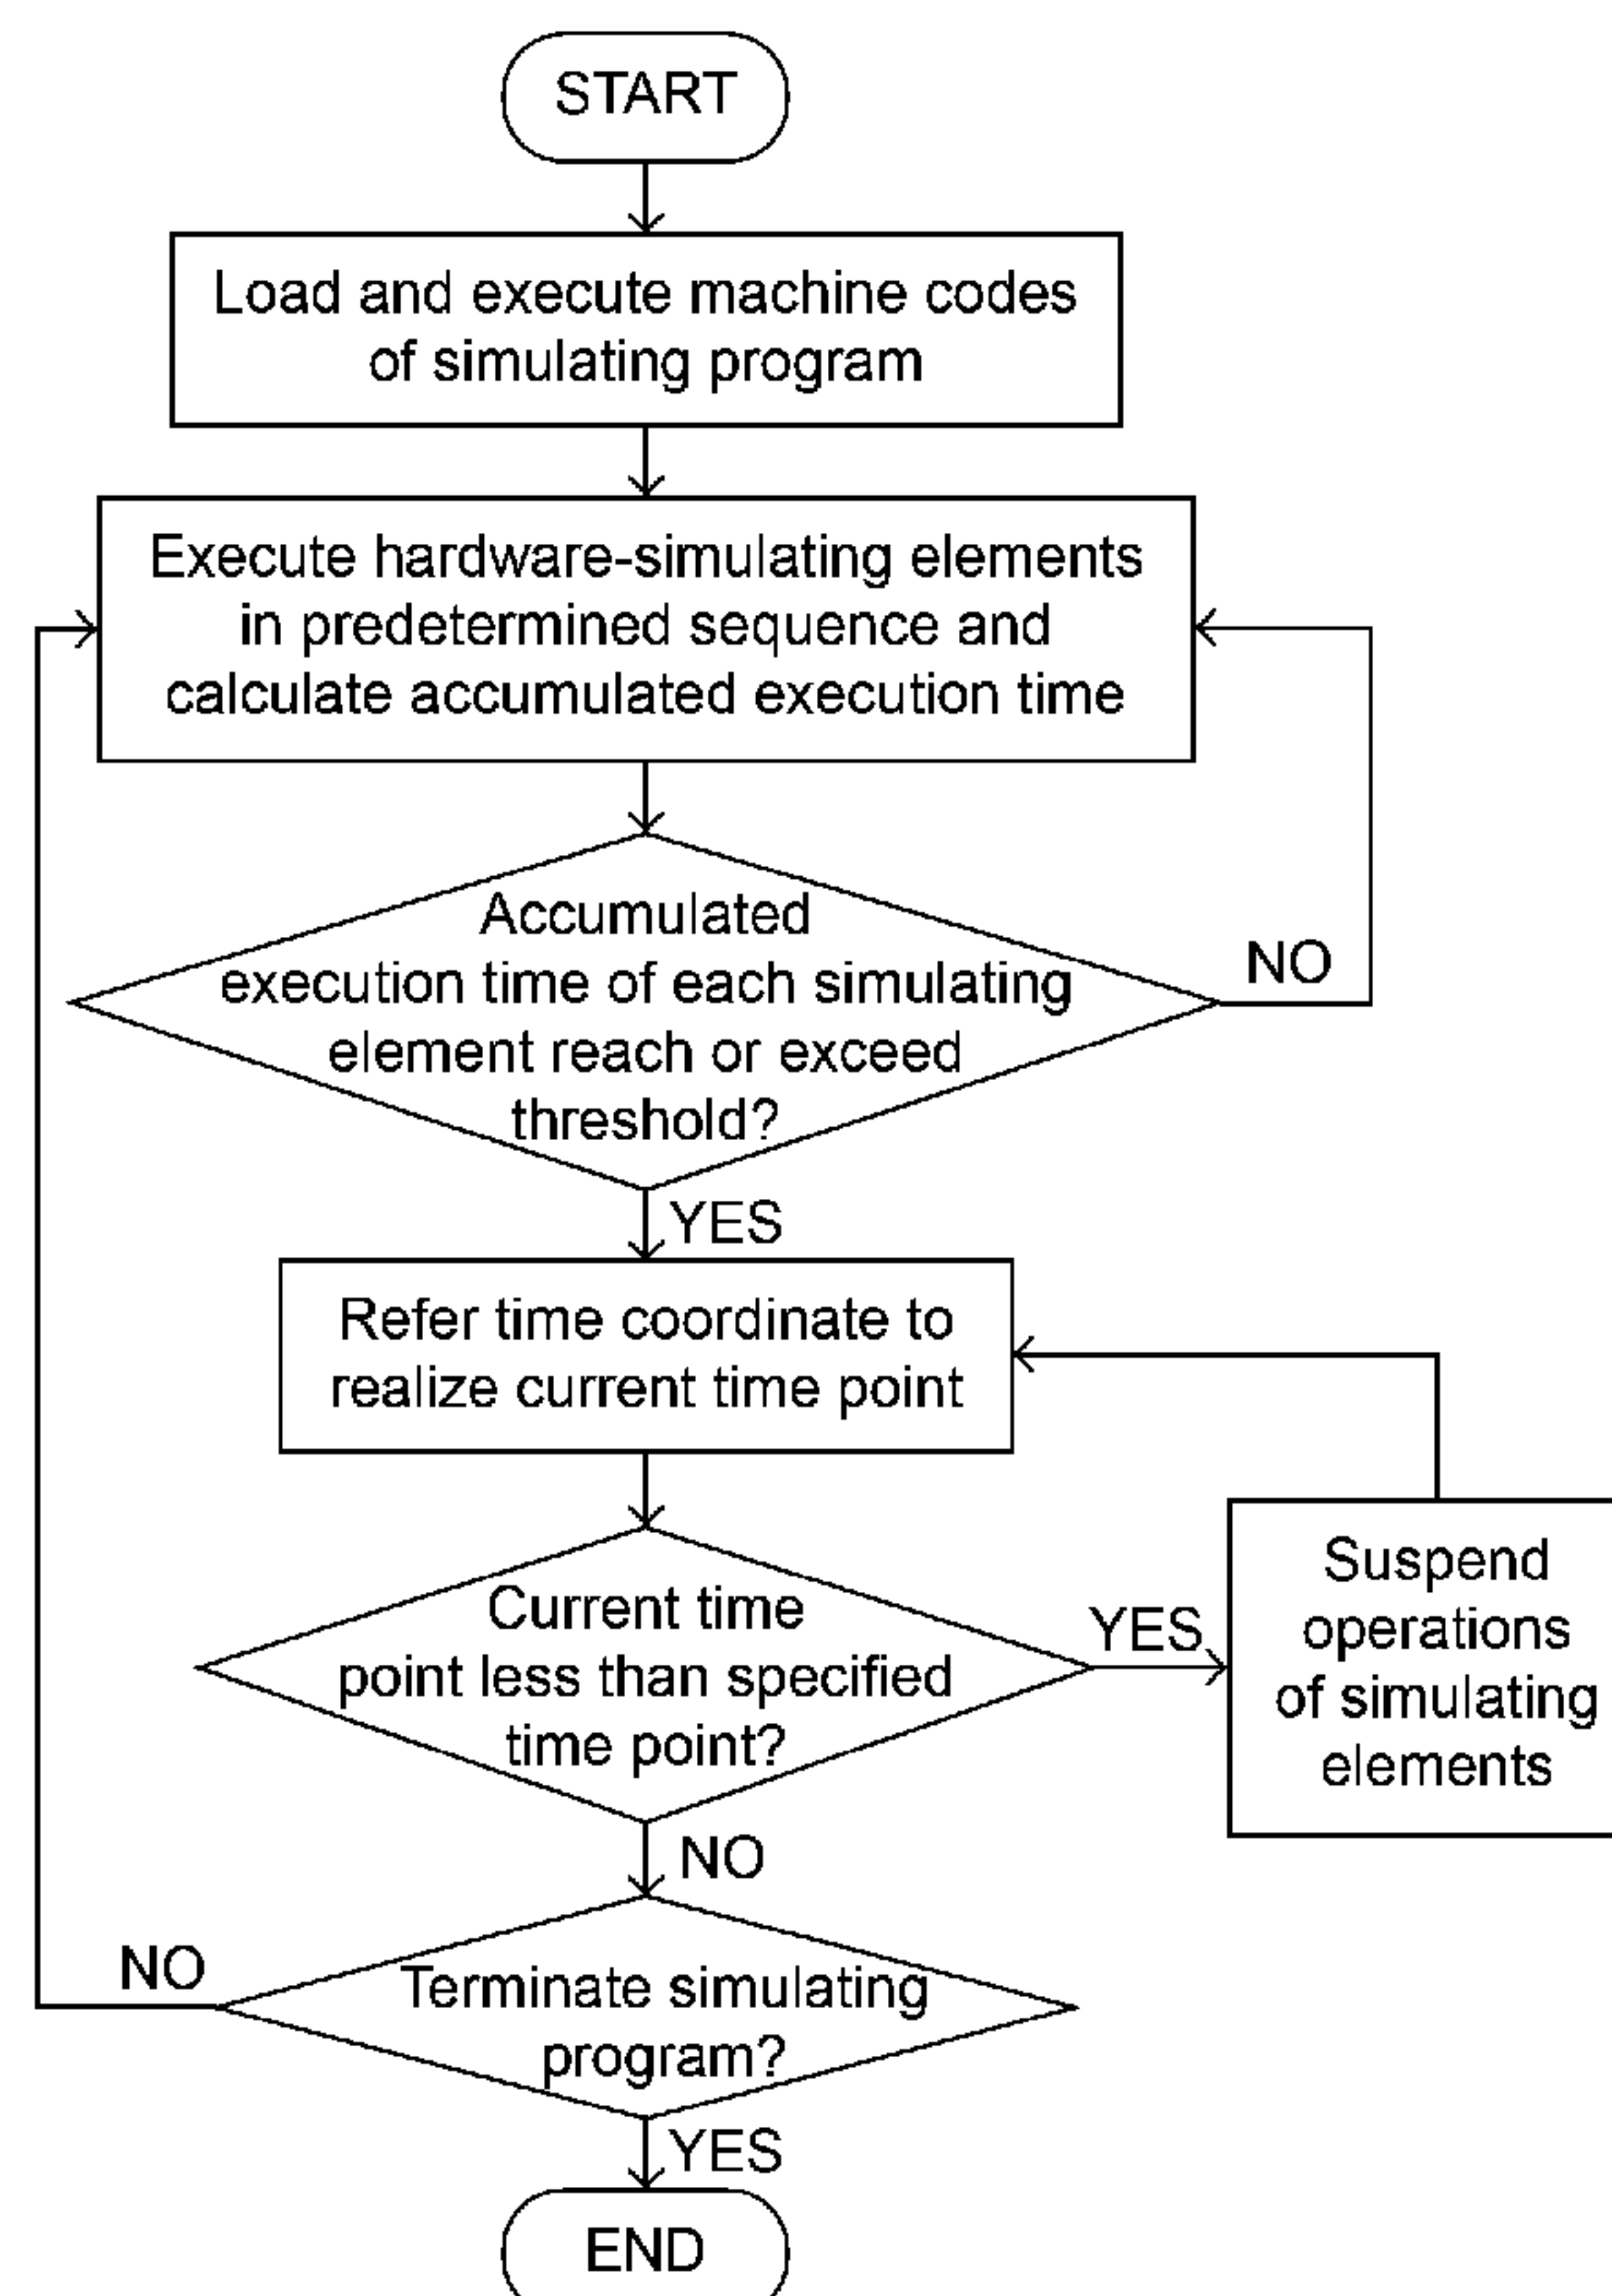 START
Load and execute machine codes
of simulating program
Execute hardware-simulating elements
in predetermined sequence and
calculate accumulated execution time
Accumulated
execution time of each simulating
element reach or exceed
threshold?
NO
YES
Refer time coordinate to
realize current time point
Current time
point less than specified
time point?
YES
Suspend
operations
of simulating
elements
NO
Terminate simulating
program?
NO
YES
END